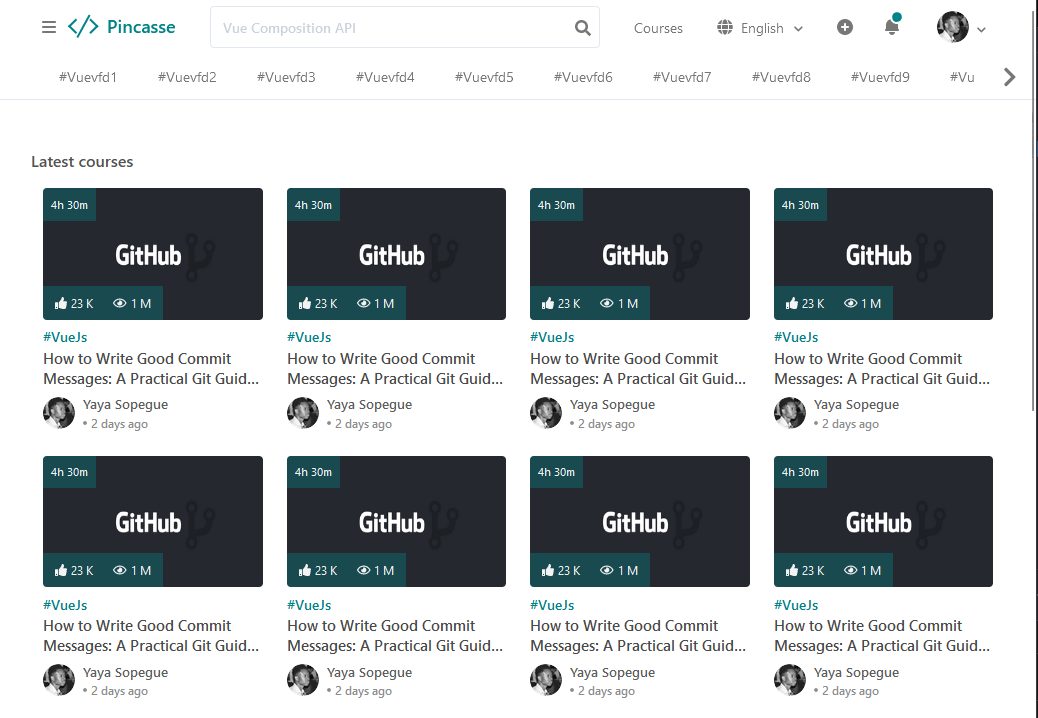 </> Pincasse
Vue Composition API
Courses
English
#Vuevfd1 #Vuevfd2 #Vuevfd3 #Vuevfd4 #Vuevfd5 #Vuevfd6 #Vuevfd7 #Vuevfd8 #Vuevfd9 #Vu
Latest courses
4h 30m
GitHub
23 K 1 M
#VueJs
How to Write Good Commit
Messages: A Practical Git Guid...
Yaya Sopegue
• 2 days ago
4h 30m
GitHub
23 K 1 M
#VueJs
How to Write Good Commit
Messages: A Practical Git Guid...
Yaya Sopegue
• 2 days ago
4h 30m
GitHub
23 K 1 M
#VueJs
How to Write Good Commit
Messages: A Practical Git Guid...
Yaya Sopegue
• 2 days ago
4h 30m
GitHub
23 K 1 M
#VueJs
How to Write Good Commit
Messages: A Practical Git Guid...
Yaya Sopegue
• 2 days ago
4h 30m
GitHub
23 K 1 M
#VueJs
How to Write Good Commit
Messages: A Practical Git Guid...
Yaya Sopegue
• 2 days ago
4h 30m
GitHub
23 K 1 M
#VueJs
How to Write Good Commit
Messages: A Practical Git Guid...
Yaya Sopegue
• 2 days ago
4h 30m
GitHub
23 K 1 M
#VueJs
How to Write Good Commit
Messages: A Practical Git Guid...
Yaya Sopegue
• 2 days ago
4h 30m
GitHub
23 K 1 M
#VueJs
How to Write Good Commit
Messages: A Practical Git Guid...
Yaya Sopegue
• 2 days ago